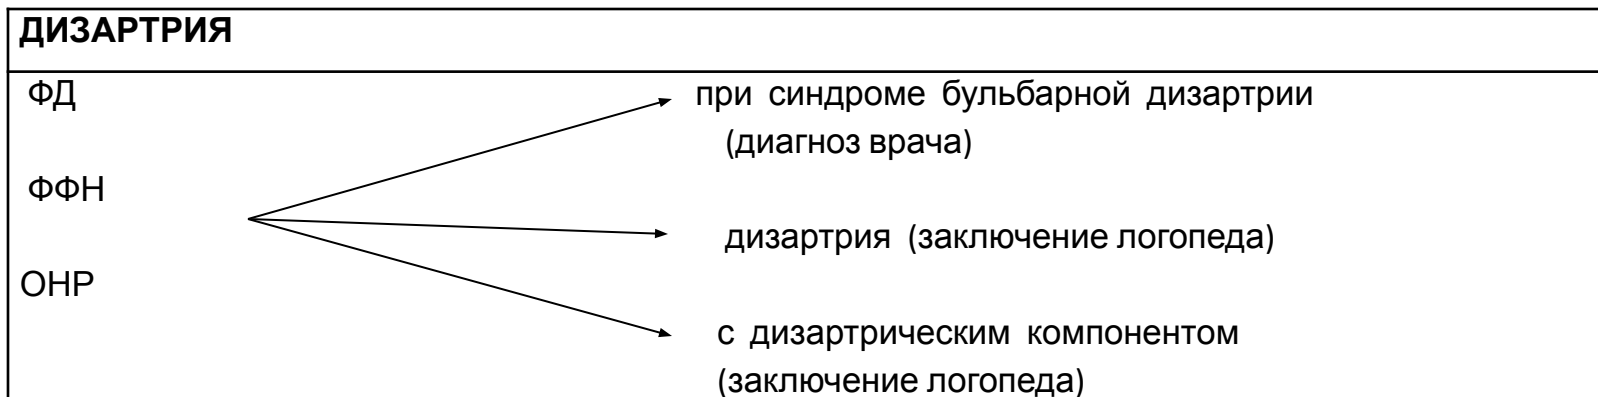 ДИЗАРТРИЯ
ФД
при синдроме бульбарной дизартрии
(диагноз врача)
ФФН
дизартрия (заключение логопеда)
ОНР
с дизартрическим компонентом
(заключение логопеда)